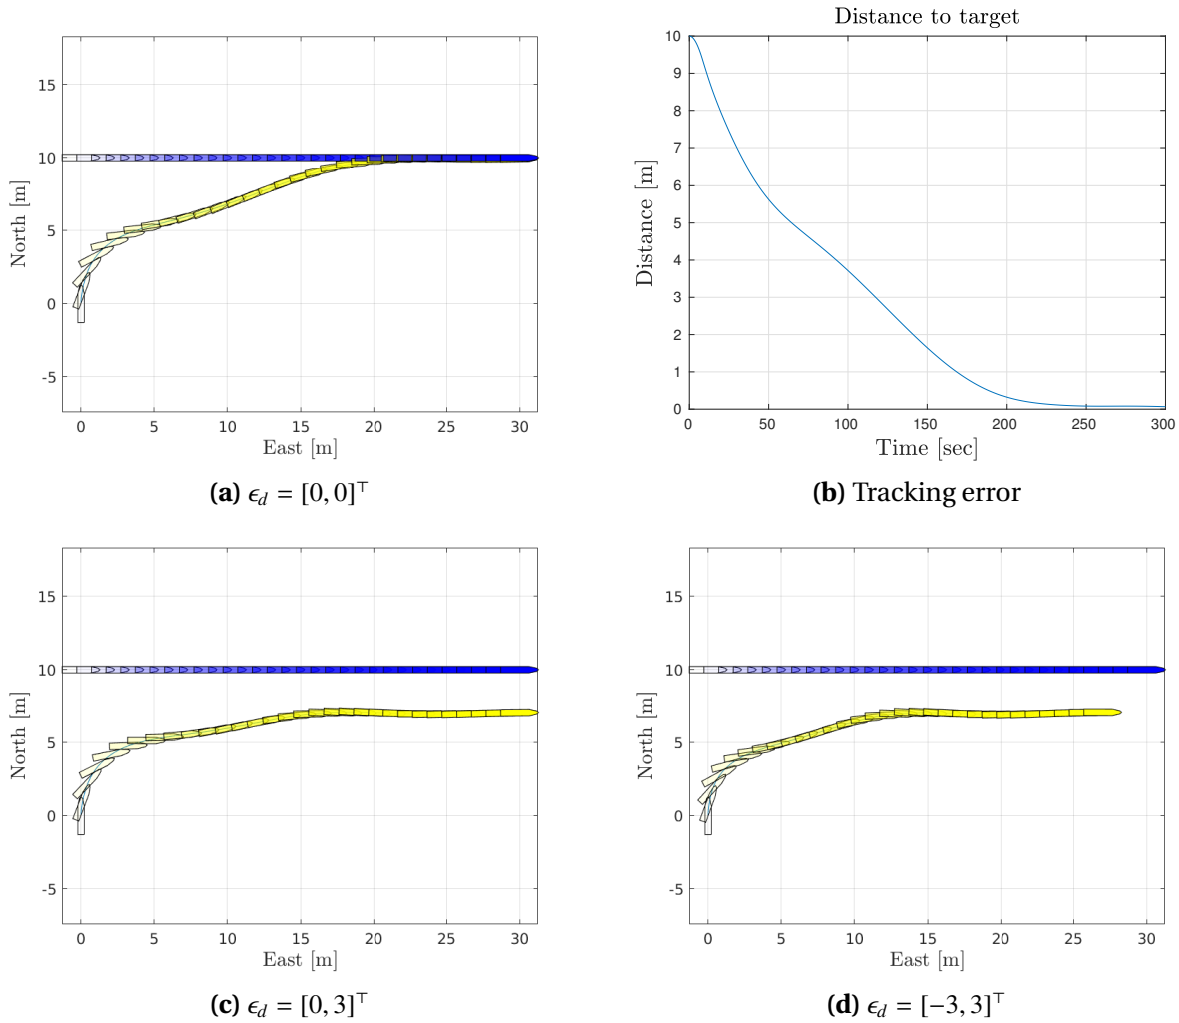 Distance to target
15
10
5
0
-5
North [m]
0 5 10 15 20 25 30
East [m]
(a) ϵd = [0, 0]⊤
10
9
8
7
6
5
4
3
2
1
0
Distance [m]
0 50 100 150 200 250 300
Time [sec]
(b) Tracking error
15
10
5
0
-5
North [m]
0 5 10 15 20 25 30
East [m]
(c) ϵd = [0, 3]⊤
15
10
5
0
-5
North [m]
0 5 10 15 20 25 30
East [m]
(d) ϵd = [−3, 3]⊤